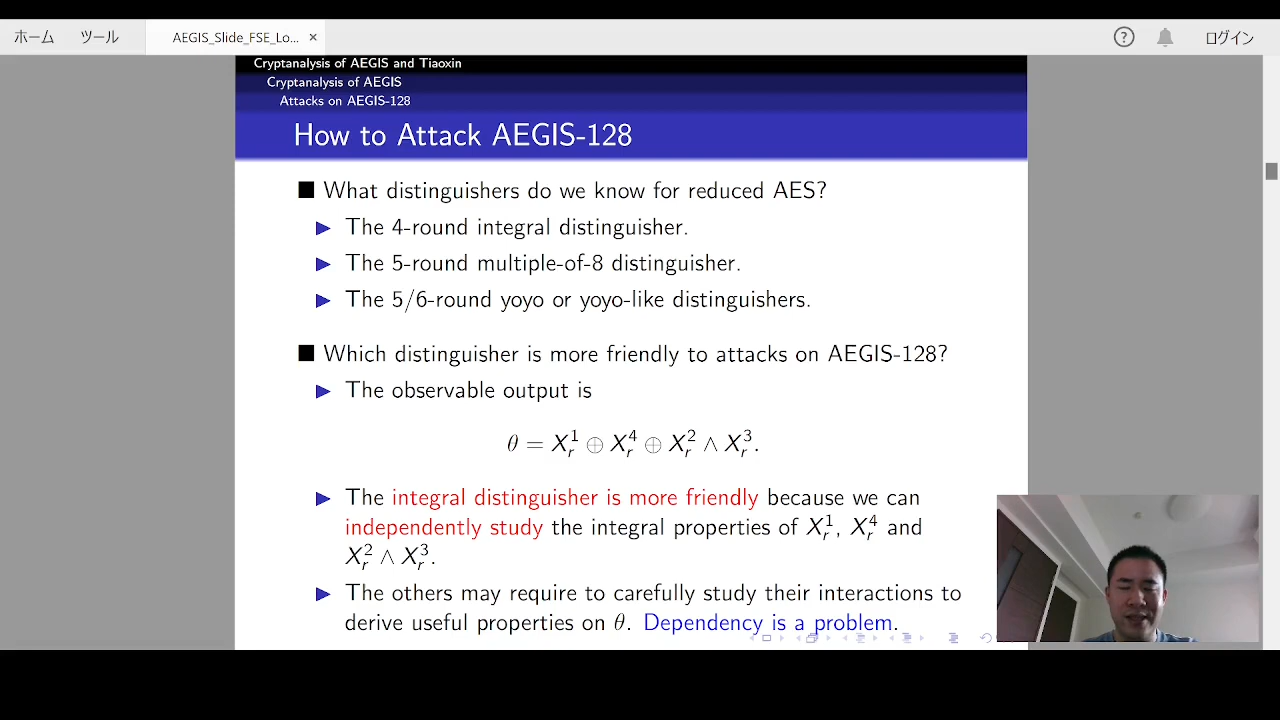 ホーム ツール AEGIS_Slide_FSE_Lo... × ? ログイン
Cryptanalysis of AEGIS and Tiaoxin
Cryptanalysis of AEGIS
Attacks on AEGIS-128
How to Attack AEGIS-128
What distinguishers do we know for reduced AES?
The 4-round integral distinguisher.
The 5-round multiple-of-8 distinguisher.
The 5/6-round yoyo or yoyo-like distinguishers.
Which distinguisher is more friendly to attacks on AEGIS-128?
The observable output is
θ = X_r^1 ⊕ X_r^4 ⊕ X_r^2 ∧ X_r^3.
The integral distinguisher is more friendly because we can
independently study the integral properties of X_r^1, X_r^4 and
X_r^2 ∧ X_r^3.
The others may require to carefully study their interactions to
derive useful properties on θ. Dependency is a problem.